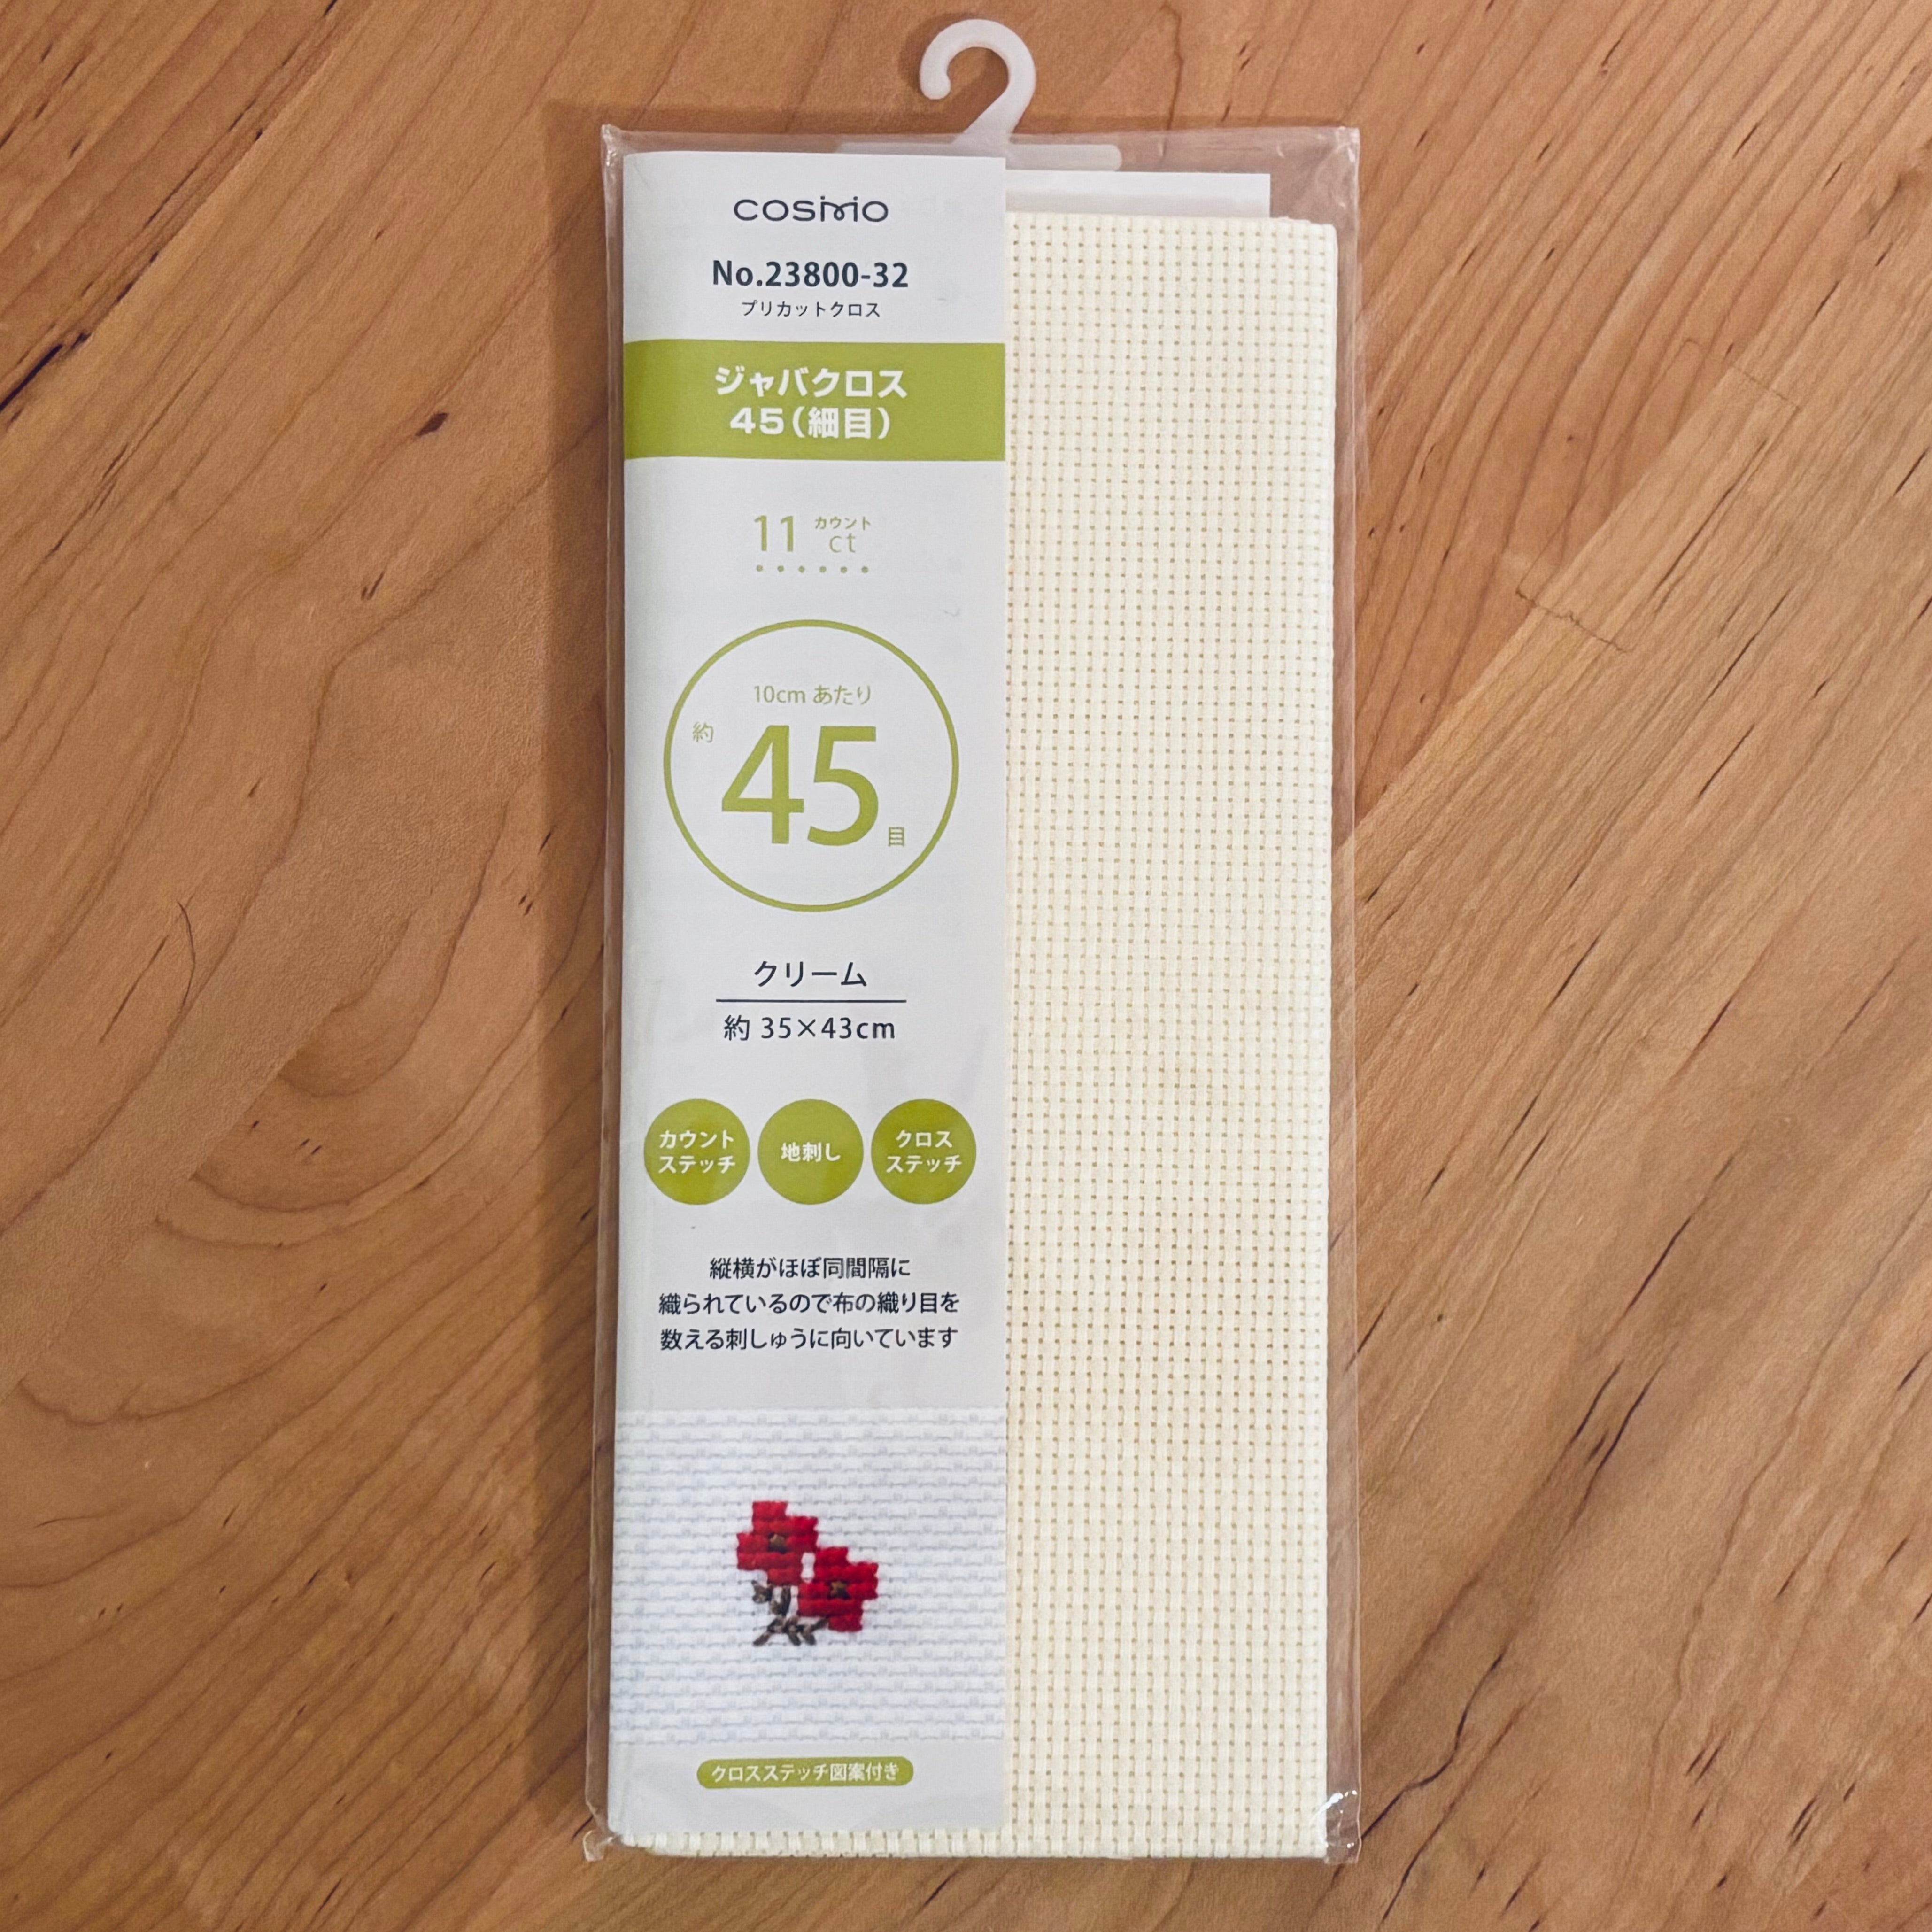 COSMO
No.23800-32
プリカットクロス
ジャバクロス
45(細目)
11 カウント ct
10cm あたり
約 45 目
クリーム
約 35×43cm
カウント
ステッチ
地刺し
クロス
ステッチ
縦横がほぼ同間隔に
織られているので布の織り目を
数える刺しゅうに向いています
クロスステッチ図案付き